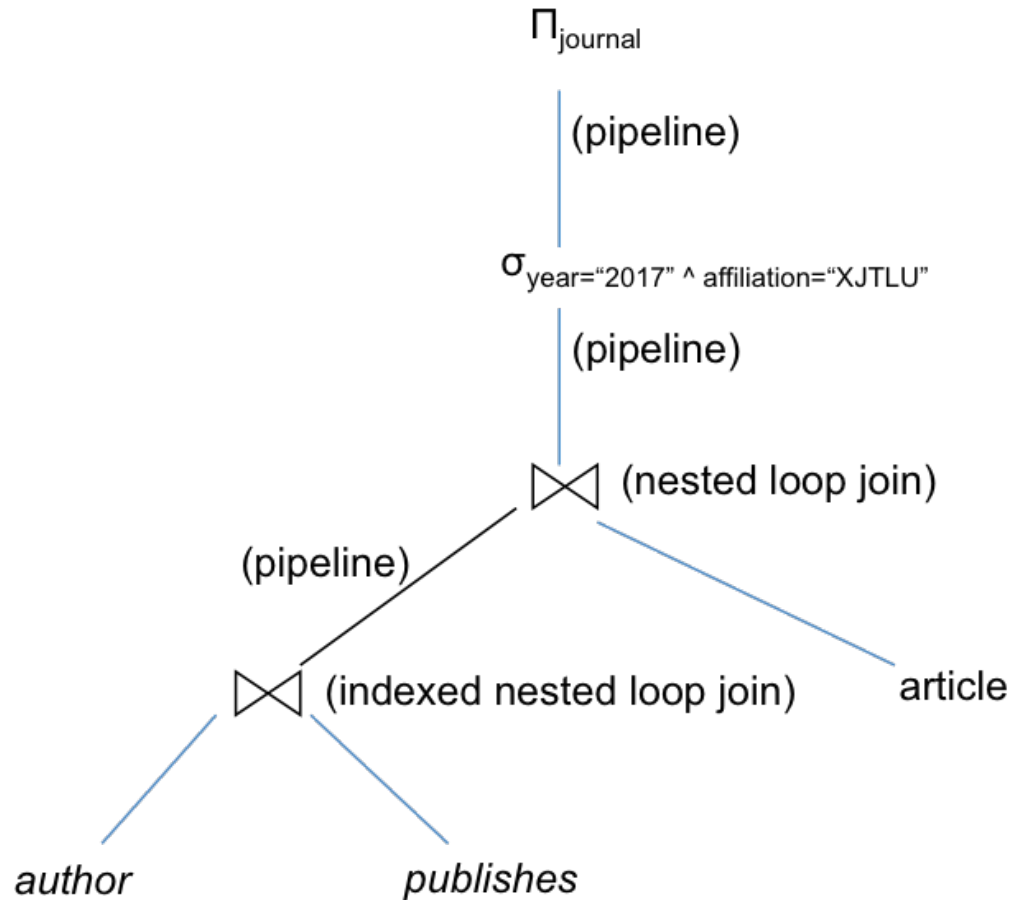 Πjournal
(pipeline)
σyear=“2017” ^ affiliation=“XJTLU”
(pipeline)
(nested loop join)
(pipeline)
(indexed nested loop join)
article
author
publishes